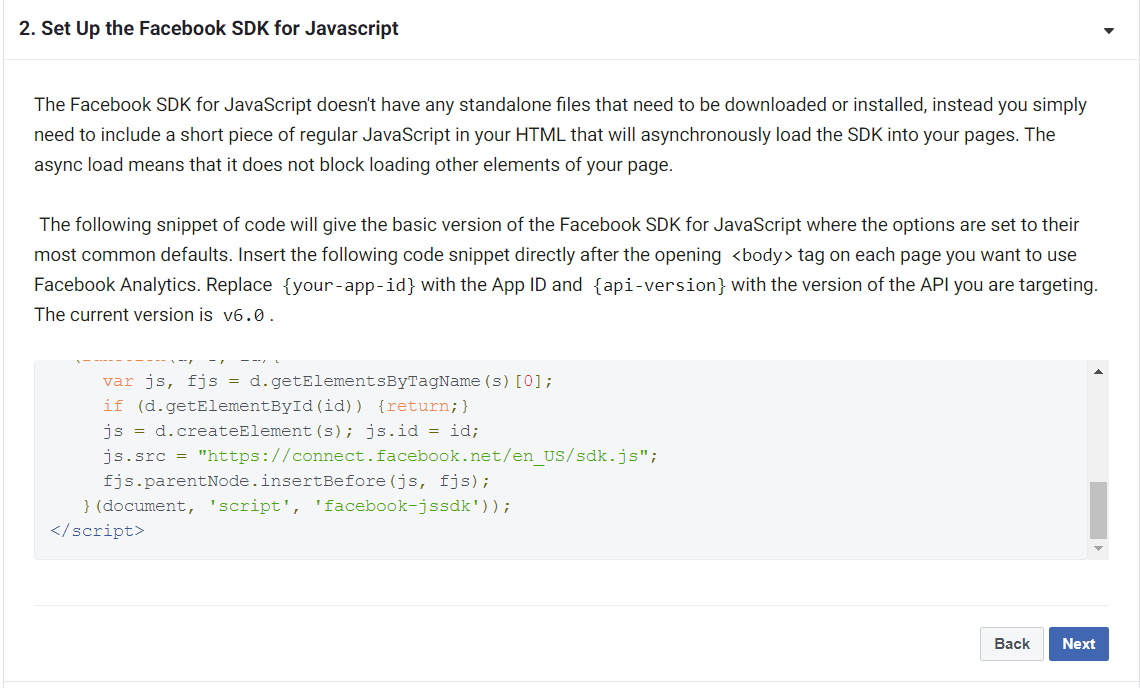 2. Set Up the Facebook SDK for Javascript
The Facebook SDK for JavaScript doesn't have any standalone files that need to be downloaded or installed, instead you simply
need to include a short piece of regular JavaScript in your HTML that will asynchronously load the SDK into your pages. The
async load means that it does not block loading other elements of your page.
The following snippet of code will give the basic version of the Facebook SDK for JavaScript where the options are set to their
most common defaults. Insert the following code snippet directly after the opening <body> tag on each page you want to use
Facebook Analytics. Replace {your-app-id} with the App ID and {api-version} with the version of the API you are targeting.
The current version is v6.0 .
var js, fjs = d.getElementsByTagName(s)[0];
if (d.getElementById(id)) {return;}
js = d.createElement(s); js.id = id;
js.src = "https://connect.facebook.net/en_US/sdk.js";
fjs.parentNode.insertBefore(js, fjs);
}(document, 'script', 'facebook-jssdk'));
</script>
Back Next